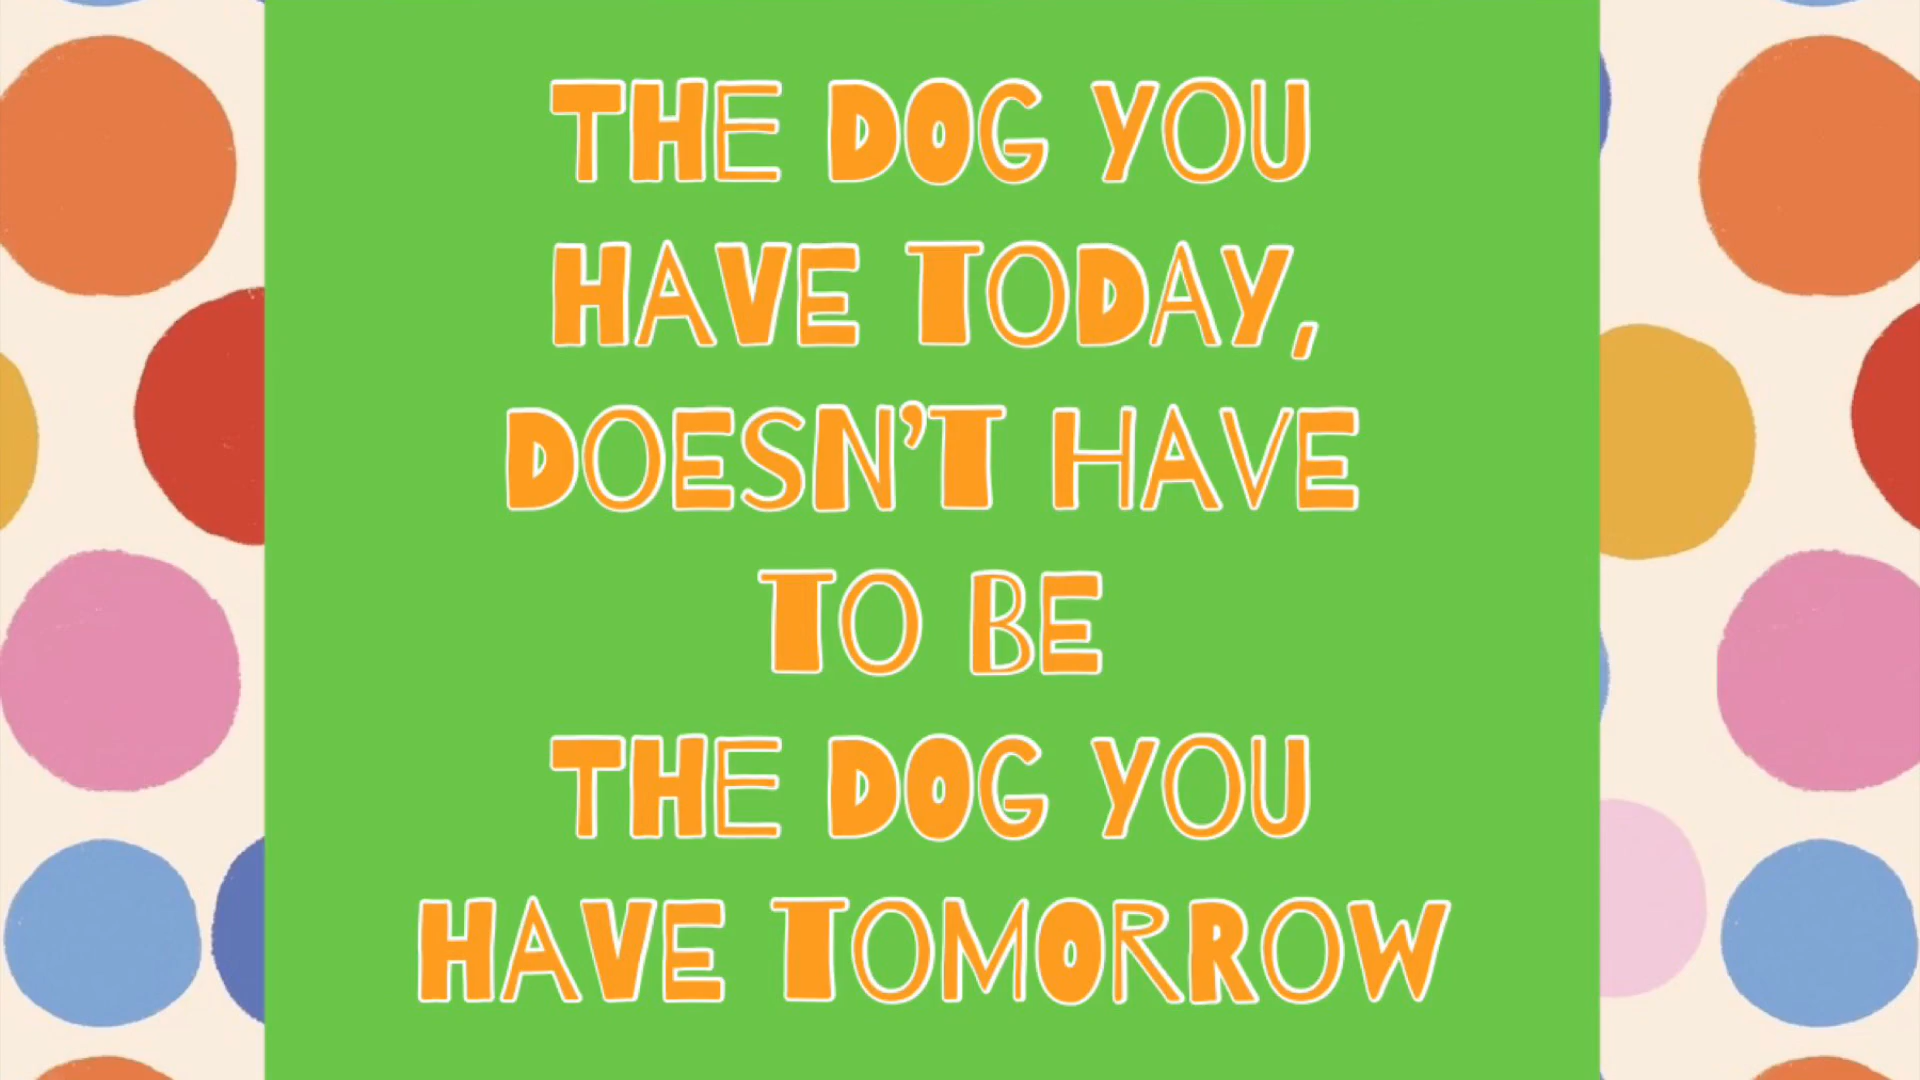 THE DOG YOU
HAVE TODAY,
DOESN'T HAVE
TO BE
THE DOG YOU
HAVE TOMORROW